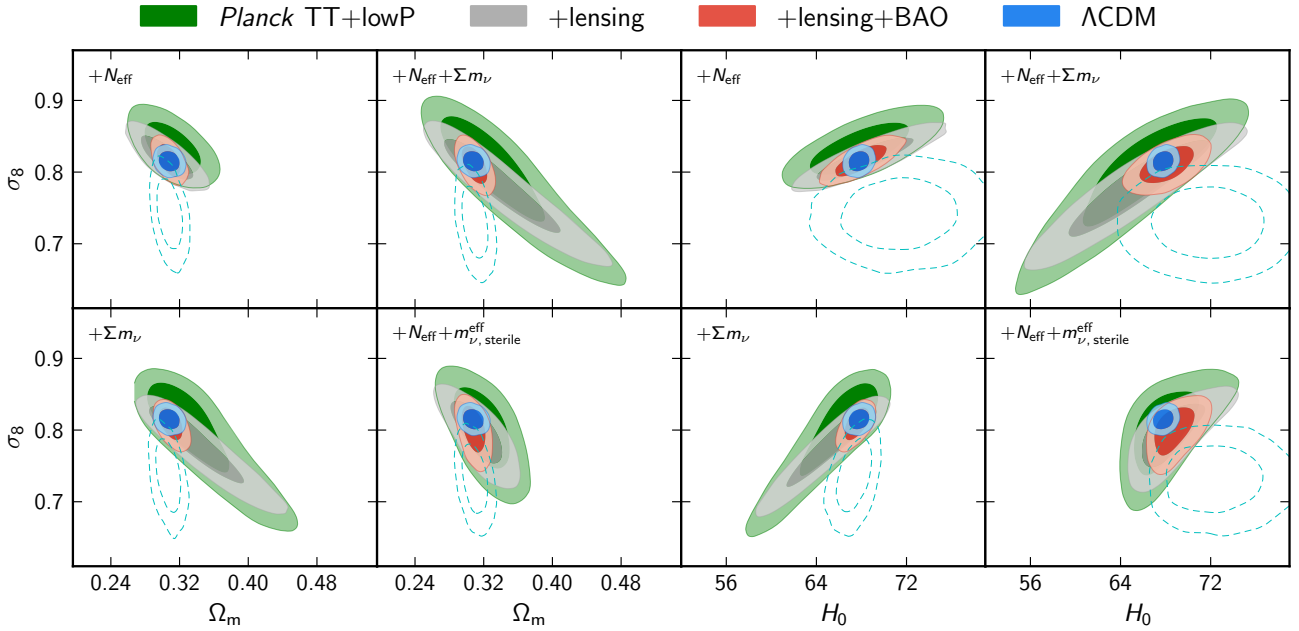 Planck TT+lowP +lensing +lensing+BAO ΛCDM
+N_eff +N_eff+Σm_ν +N_eff +N_eff+Σm_ν
0.9
0.8
0.7
σ_8
+Σm_ν +N_eff+m^eff_ν, sterile +Σm_ν +N_eff+m^eff_ν, sterile
0.9
0.8
0.7
σ_8
0.24 0.32 0.40 0.48 0.24 0.32 0.40 0.48 56 64 72 56 64 72
Ω_m Ω_m H_0 H_0